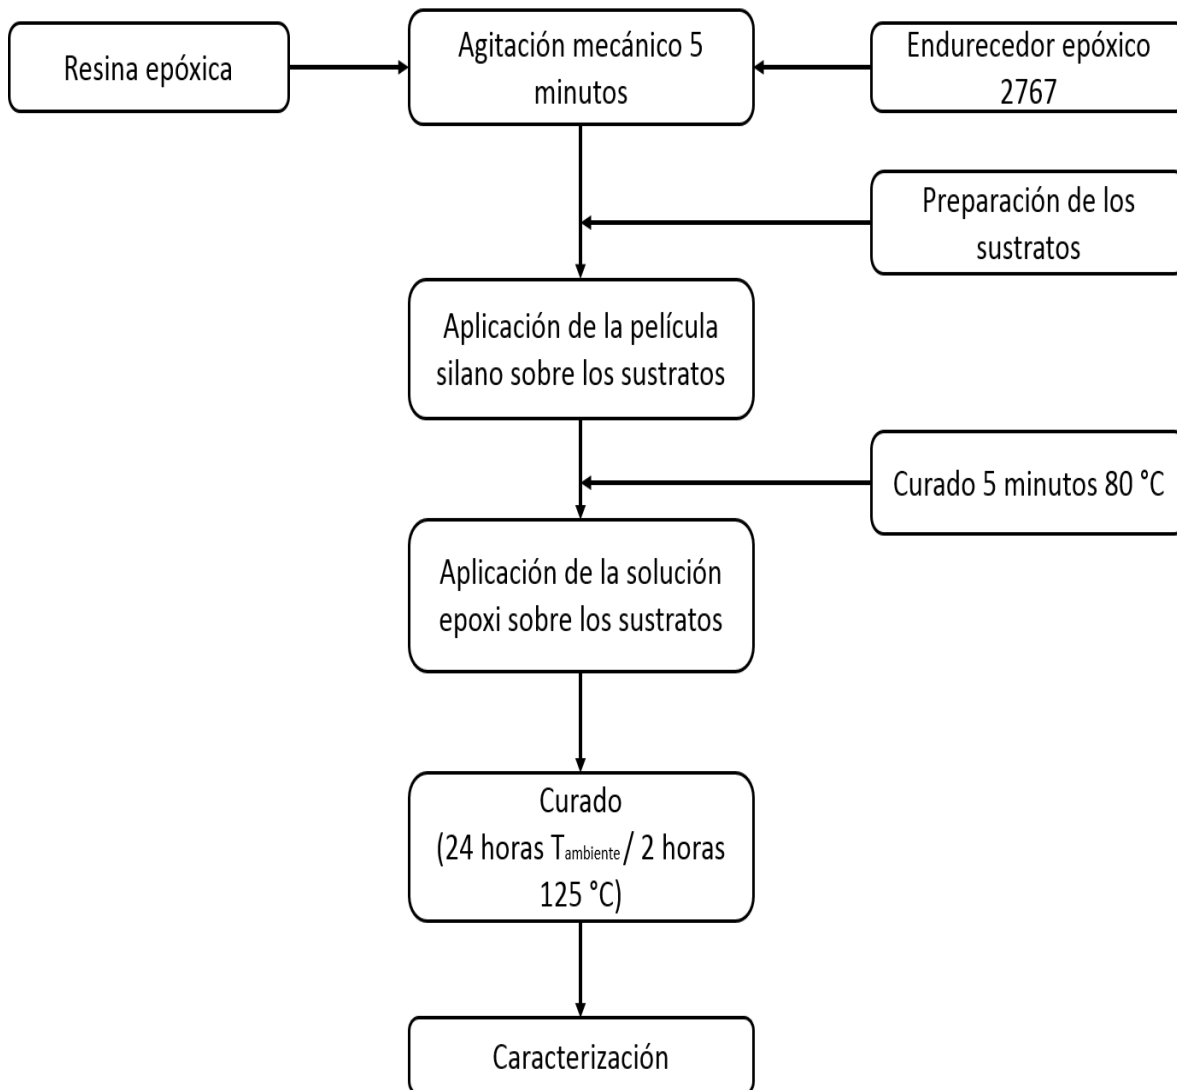 Resina epóxica
Agitación mecánico 5
minutos
Endurecedor epóxico
2767
Preparación de los
sustratos
Aplicación de la película
silano sobre los sustratos
Curado 5 minutos 80 °C
Aplicación de la solución
epoxi sobre los sustratos
Curado
(24 horas Tambiente / 2 horas
125 °C)
Caracterización